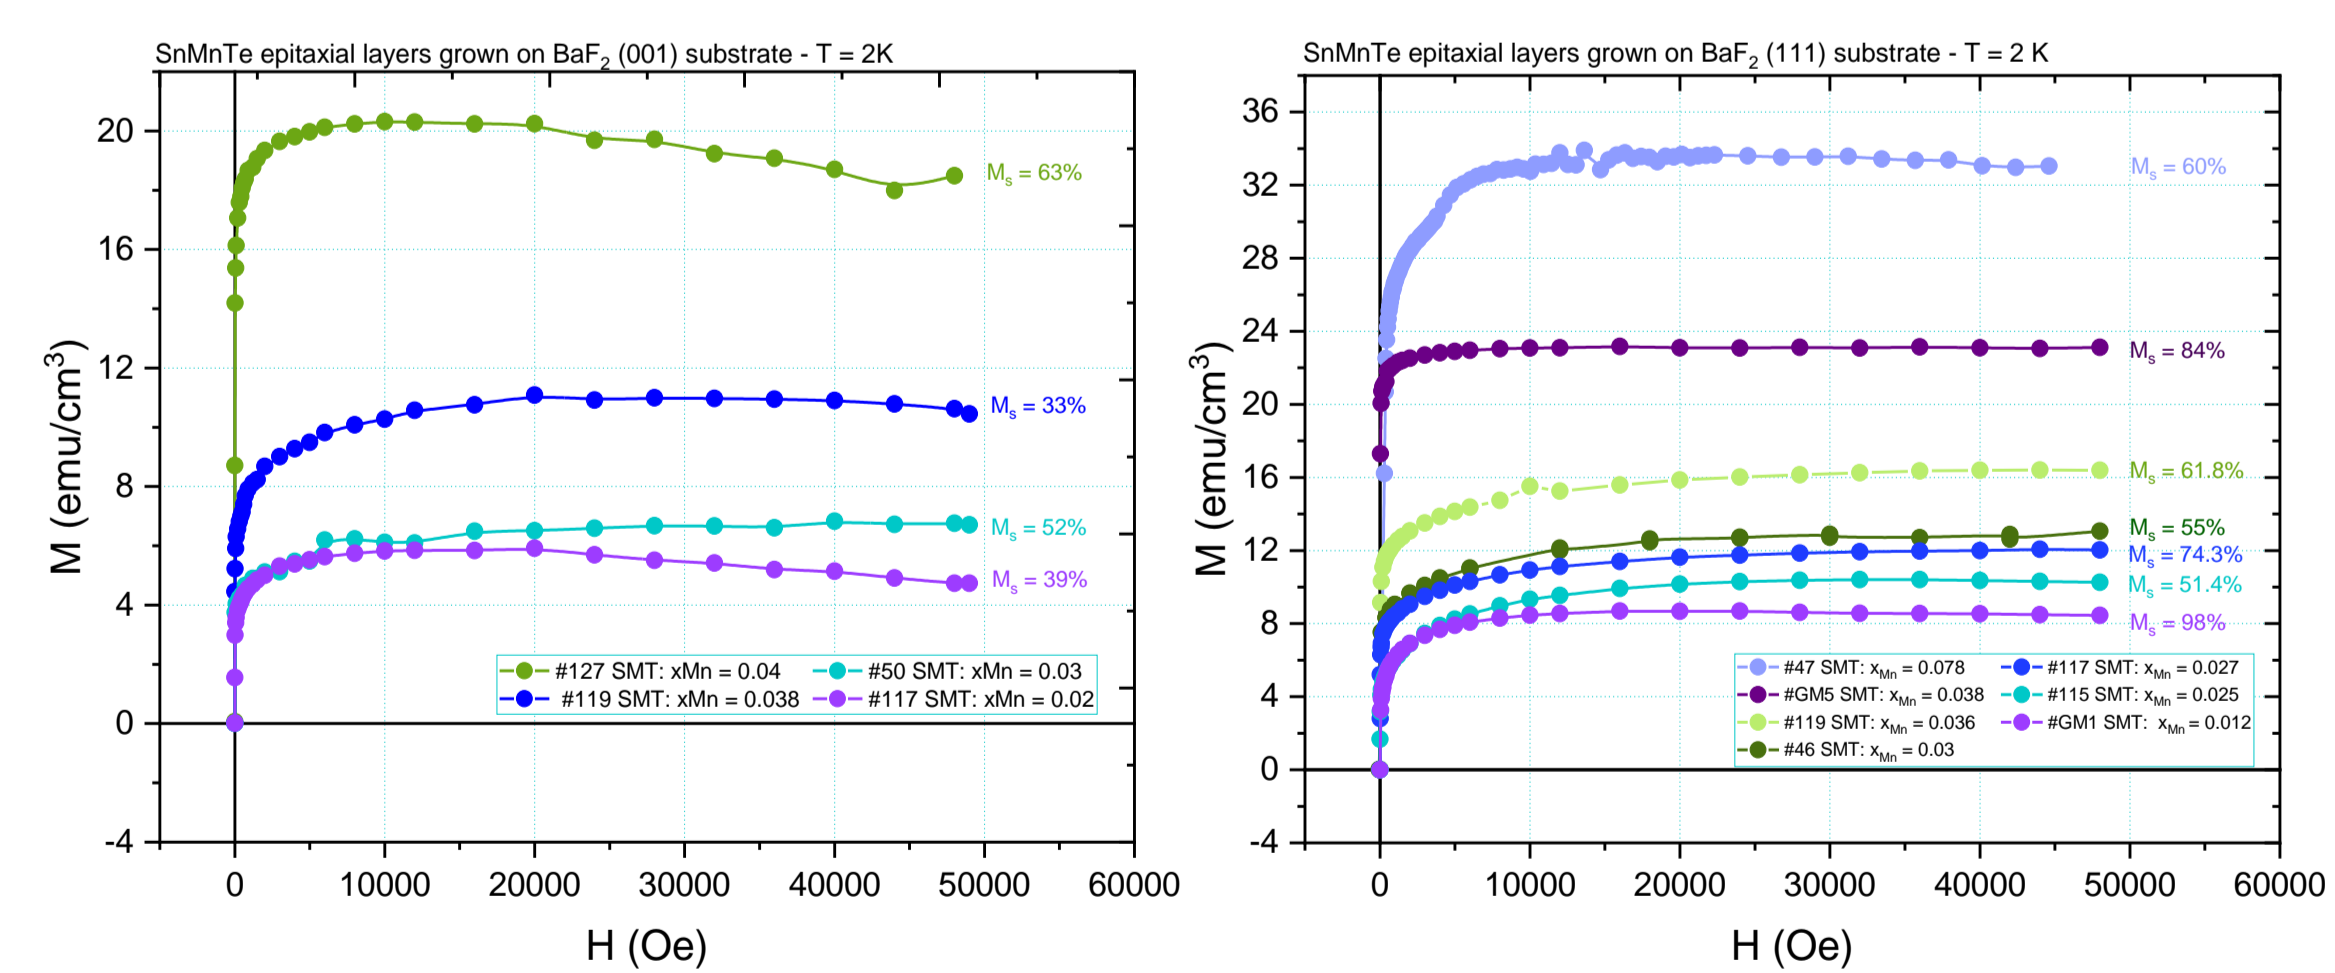 SnMnTe epitaxial layers grown on BaF2 (001) substrate - T = 2K
M (emu/cm3)
20
16
12
8
4
0
-4
Ms = 63%
Ms = 33%
Ms = 52%
Ms = 39%
#127 SMT: xMn = 0.04 #50 SMT: xMn = 0.03
#119 SMT: xMn = 0.038 #117 SMT: xMn = 0.02
0 10000 20000 30000 40000 50000 60000
H (Oe)
SnMnTe epitaxial layers grown on BaF2 (111) substrate - T = 2 K
M (emu/cm3)
36
32
28
24
20
16
12
8
4
0
-4
Ms = 60%
Ms = 84%
Ms = 61.8%
Ms = 55%
Ms = 74.3%
Ms = 51.4%
Ms = 98%
#47 SMT: xMn = 0.078 #117 SMT: xMn = 0.027
#GM5 SMT: xMn = 0.038 #115 SMT: xMn = 0.025
#119 SMT: xMn = 0.036 #GM1 SMT: xMn = 0.012
#46 SMT: xMn = 0.03
0 10000 20000 30000 40000 50000 60000
H (Oe)